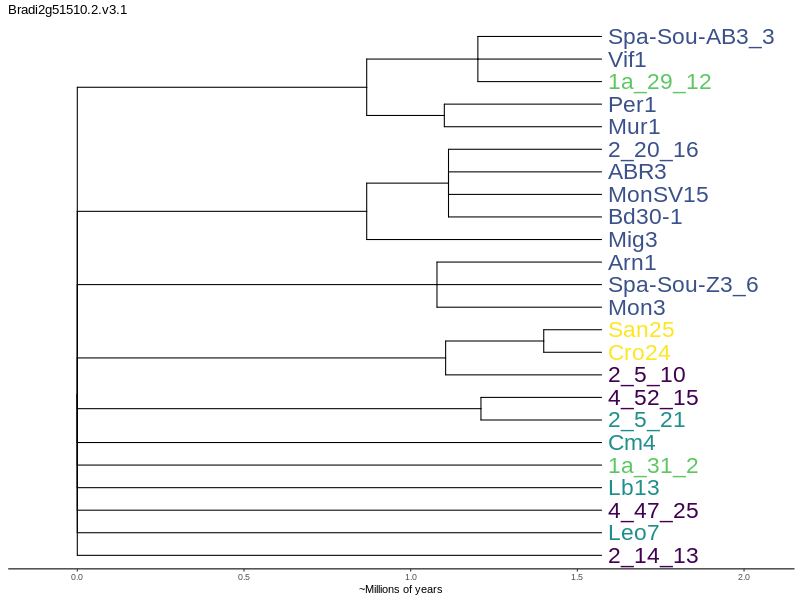 Bradi2g51510.2.v3.1
Spa-Sou-AB3_3
Vif1
1a_29_12
Per1
Mur1
2_20_16
ABR3
MonSV15
Bd30-1
Mig3
Arn1
Spa-Sou-Z3_6
Mon3
San25
Cro24
2_5_10
4_52_15
2_5_21
Cm4
1a_31_2
Lb13
4_47_25
Leo7
2_14_13
0.0 0.5 1.0 1.5 2.0
~Millions of years